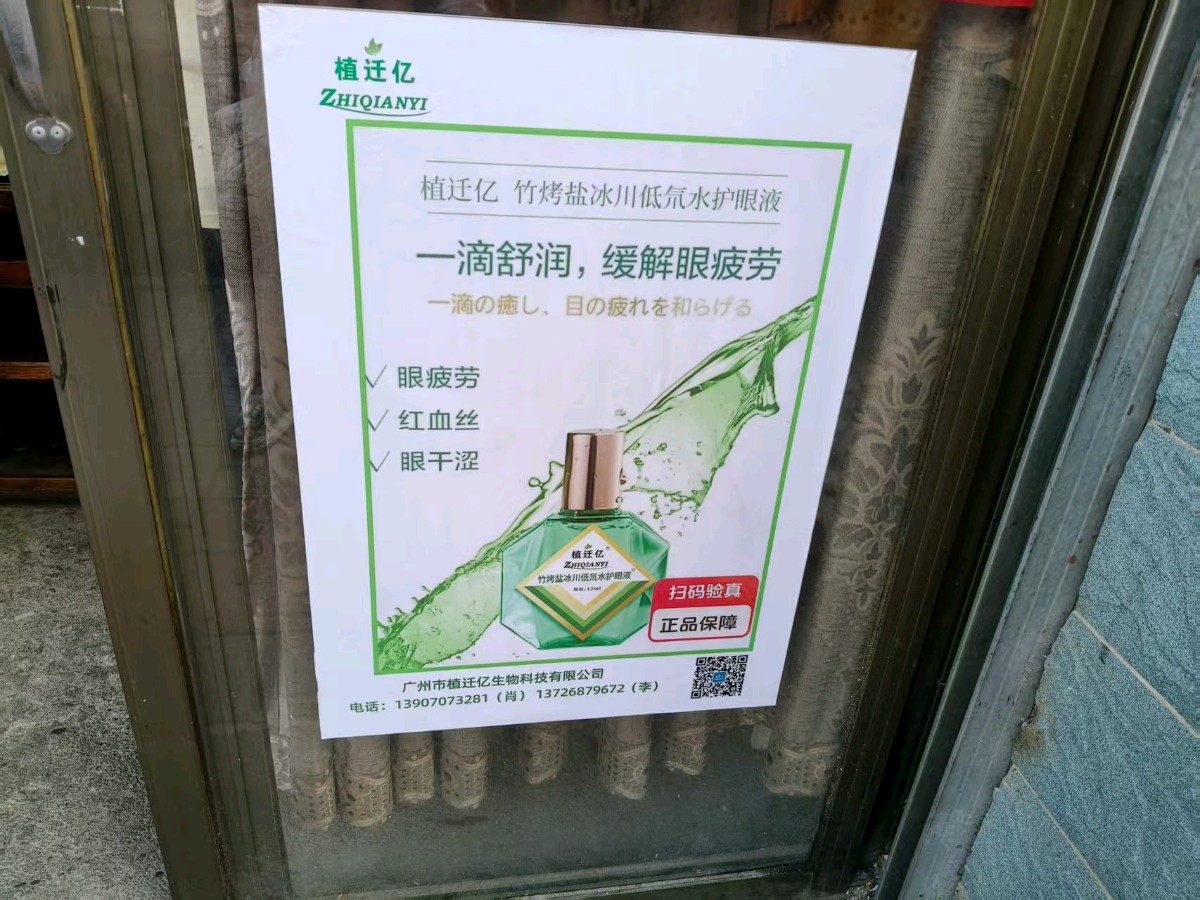 植迁亿
ZHIQIANYI
植迁亿 竹烤盐冰川低氘水护眼液
一滴舒润，缓解眼疲劳
一滴の癒し、目の疲れを和らげる
✓ 眼疲劳
✓ 红血丝
✓ 眼干涩
植迁亿®
ZHIQIANYI
竹烤盐冰川低氘水护眼液
扫码验真
正品保障
广州市植迁亿生物科技有限公司
电话：13907073281（肖）13726879672（李）